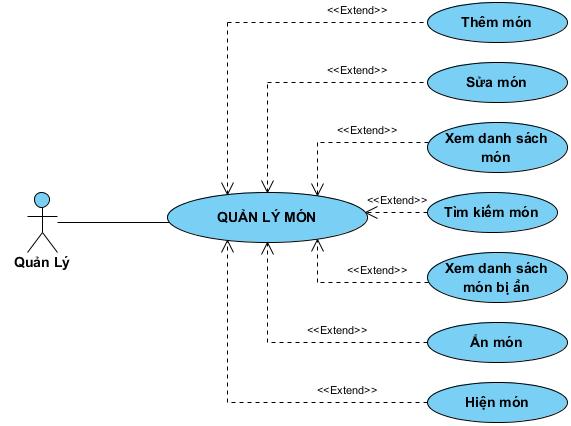 <<Extend>>
Thêm món
<<Extend>>
Sửa món
<<Extend>>
Xem danh sách
món
<<Extend>>
Tìm kiếm món
QUẢN LÝ MÓN
Quản Lý
Xem danh sách
món bị ẩn
<<Extend>>
<<Extend>>
Ẩn món
<<Extend>>
Hiện món